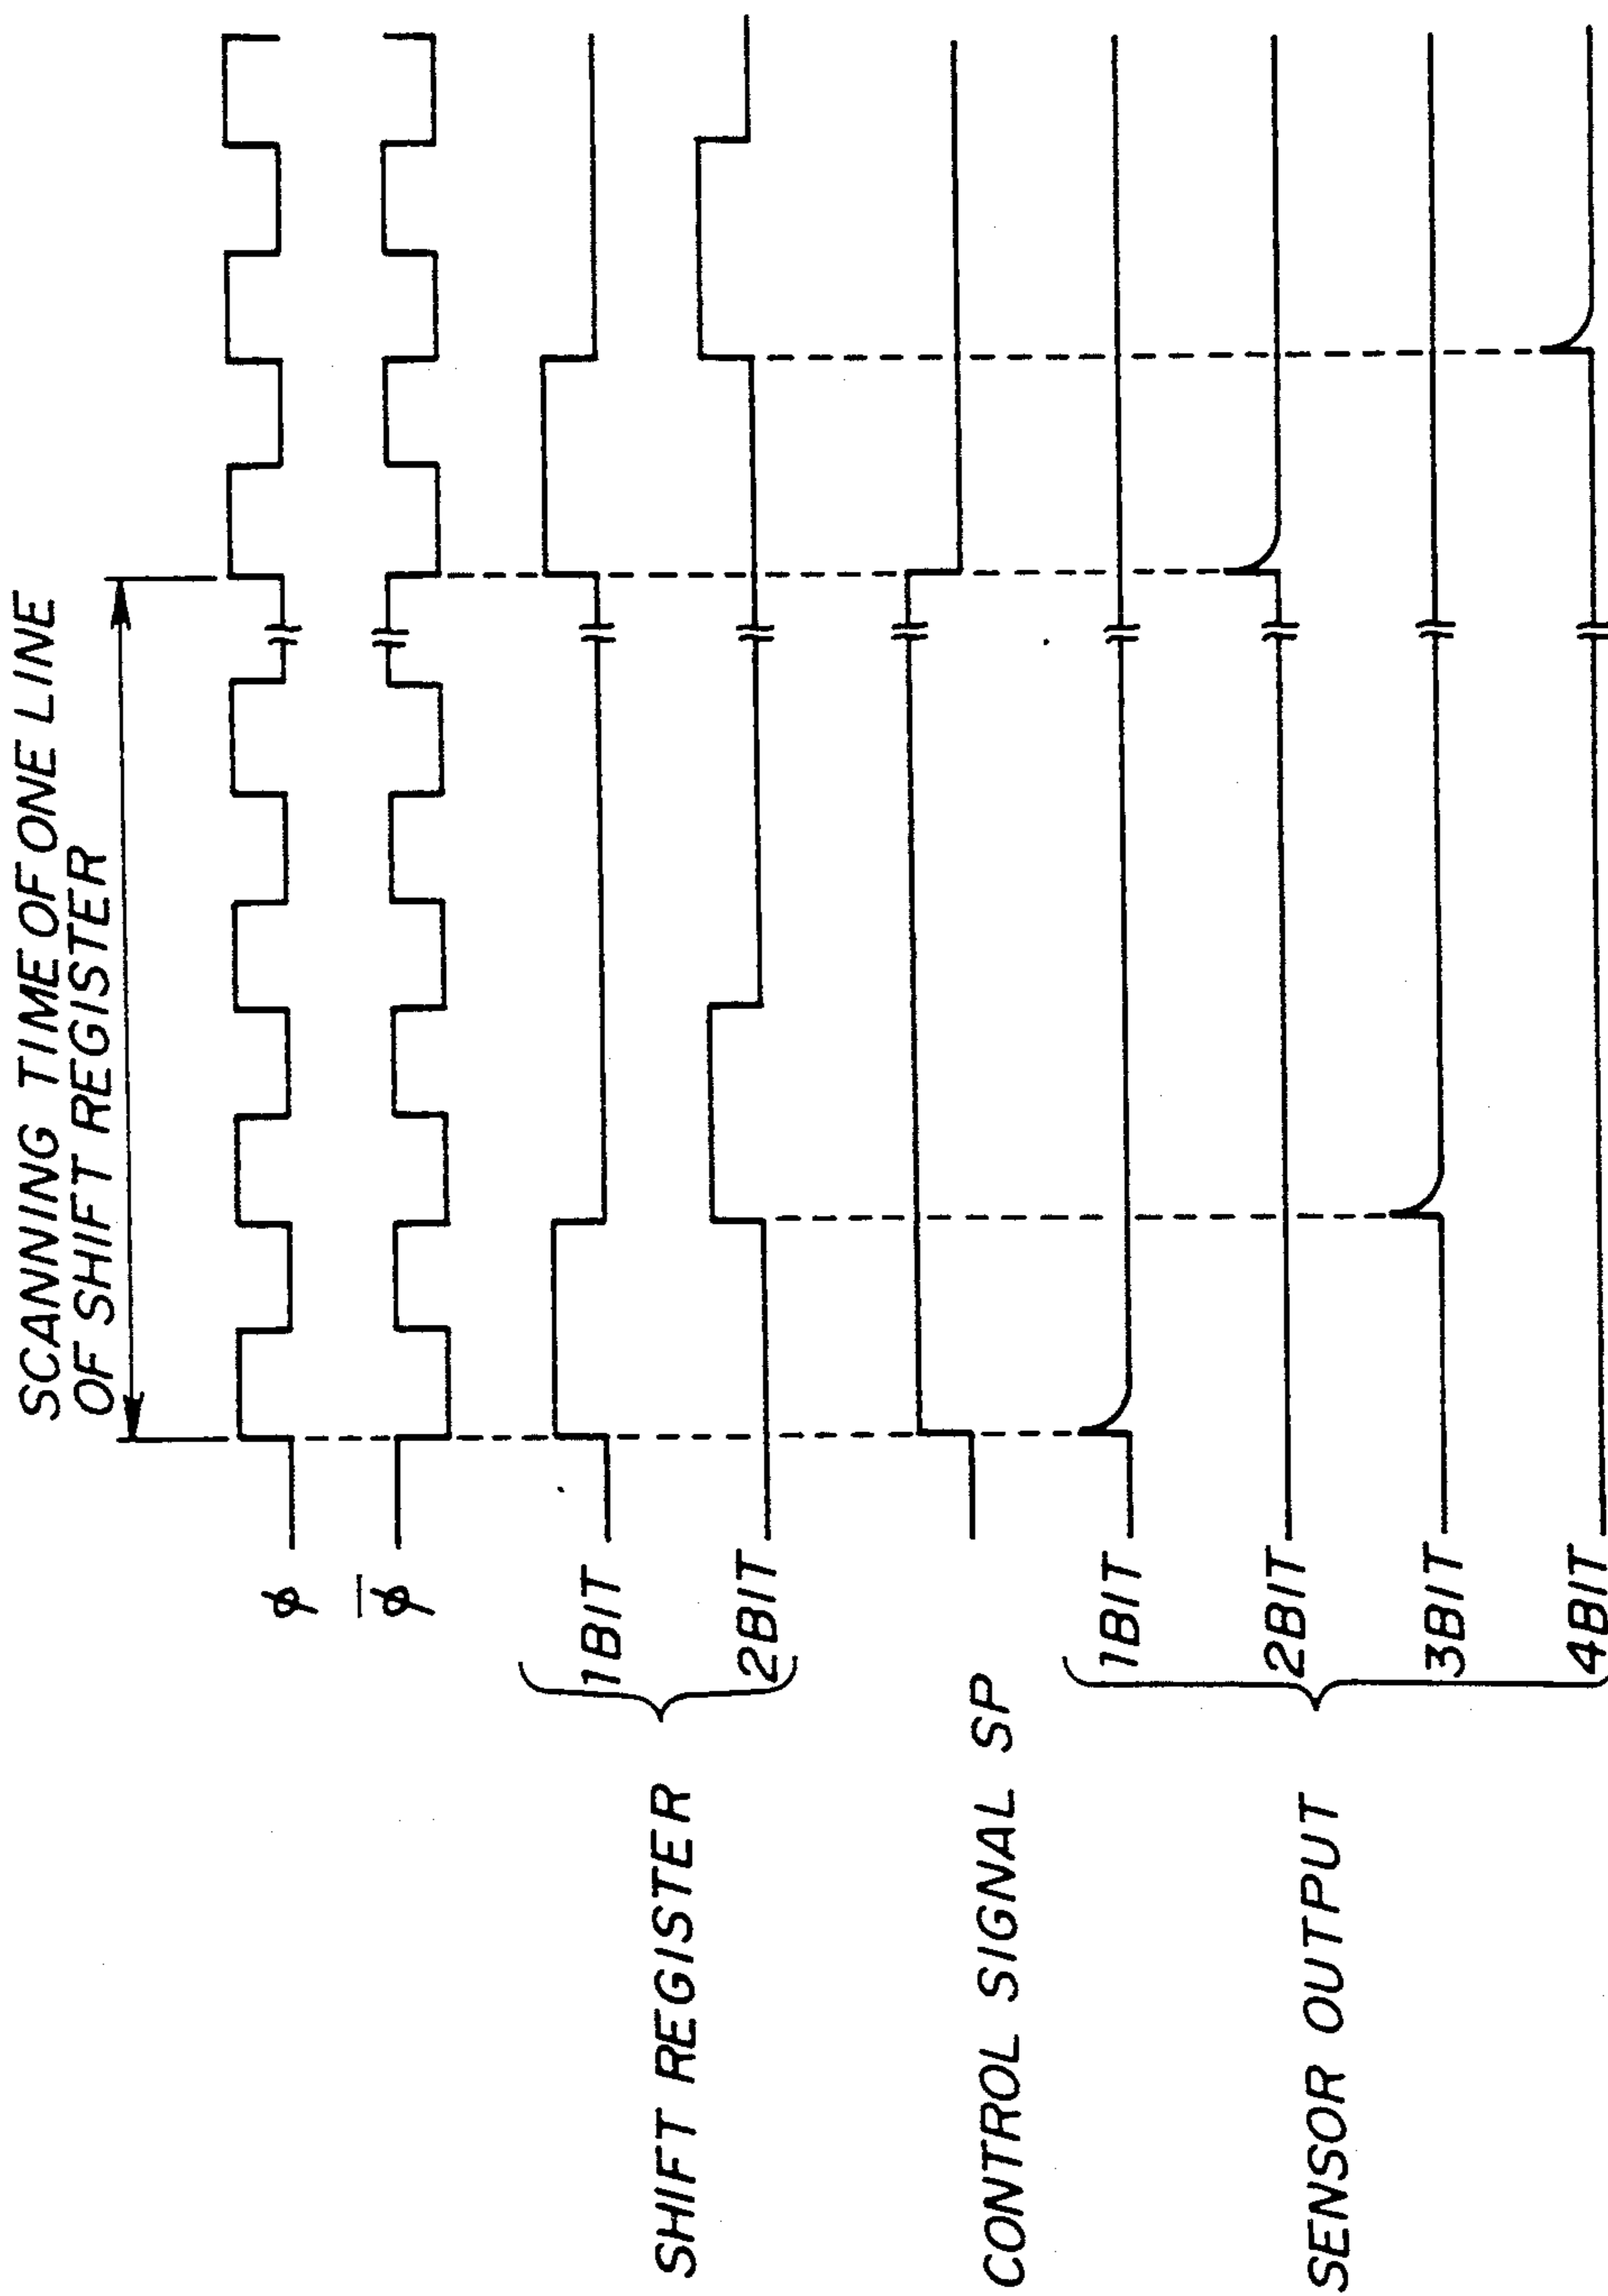 SCANNING TIME OF ONE LINE
OF SHIFT REGISTER
φ
φ̅
SHIFT REGISTER
1BIT
2BIT
CONTROL SIGNAL SP
SENSOR OUTPUT
1BIT
2BIT
3BIT
4BIT